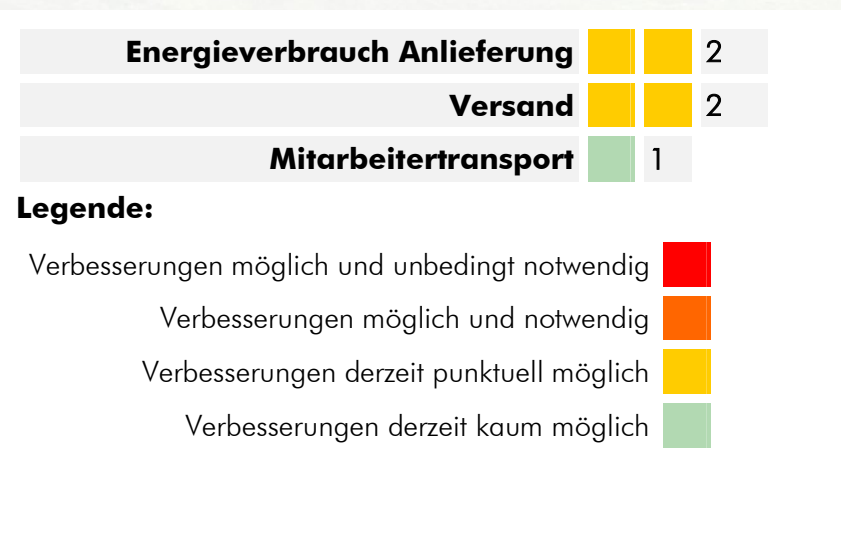 Energieverbrauch Anlieferung 2
Versand 2
Mitarbeitertransport 1
Legende:
Verbesserungen möglich und unbedingt notwendig
Verbesserungen möglich und notwendig
Verbesserungen derzeit punktuell möglich
Verbesserungen derzeit kaum möglich